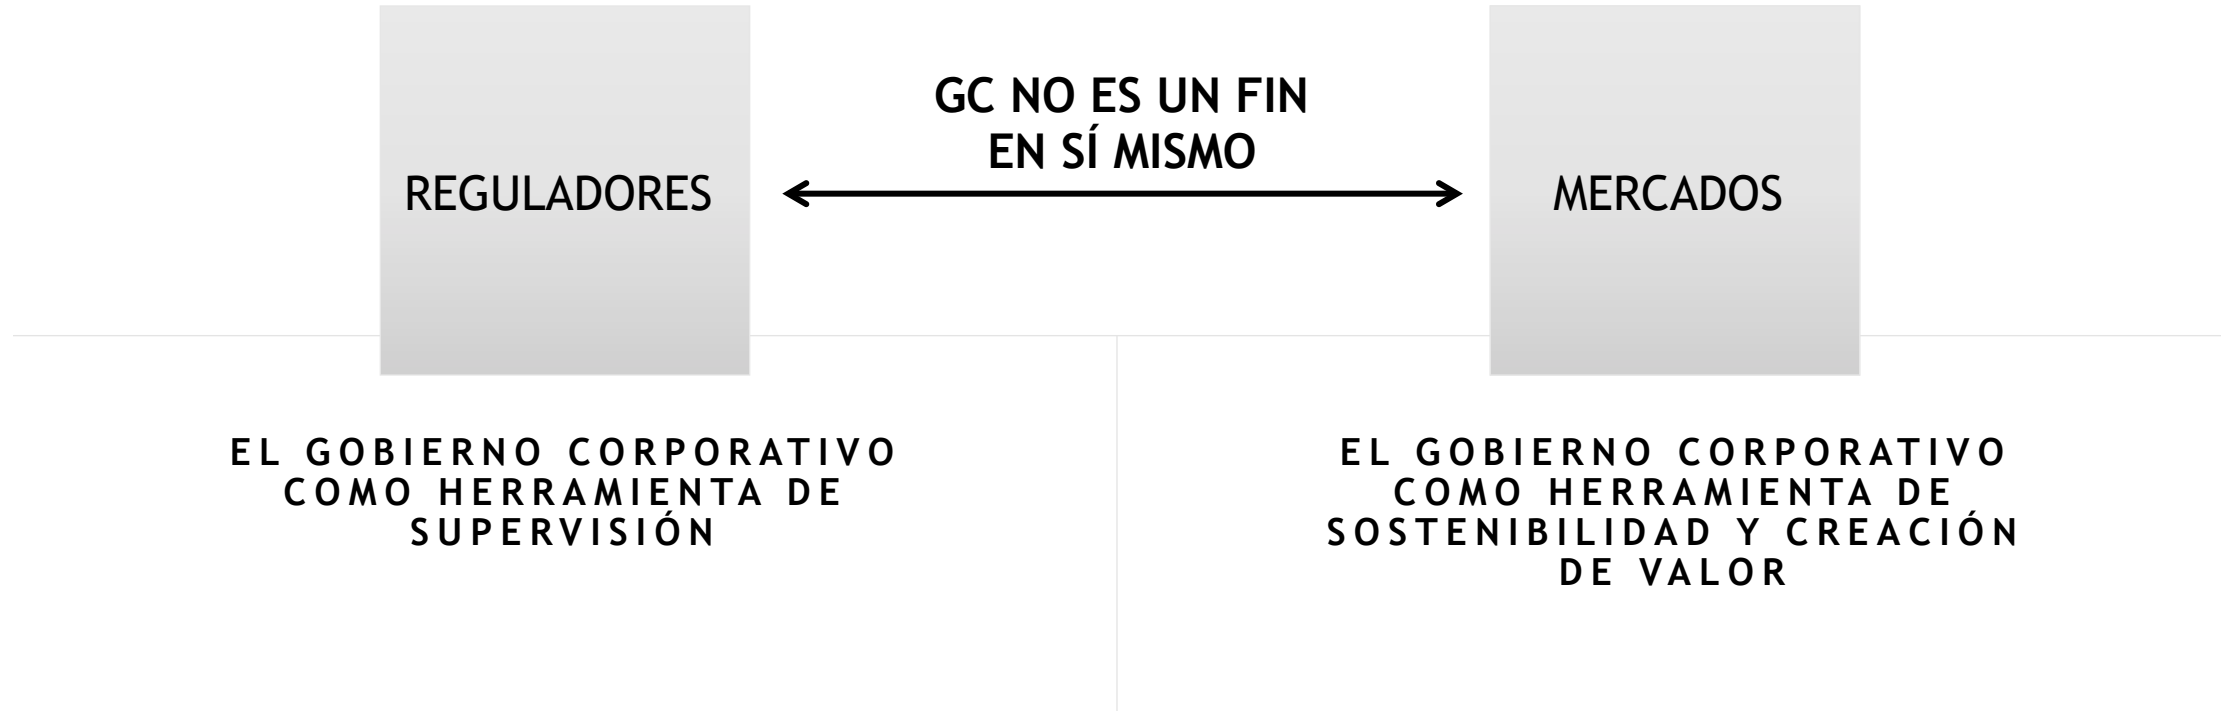 GC NO ES UN FIN
EN SÍ MISMO
REGULADORES
MERCADOS
EL GOBIERNO CORPORATIVO
COMO HERRAMIENTA DE
SUPERVISIÓN
EL GOBIERNO CORPORATIVO
COMO HERRAMIENTA DE
SOSTENIBILIDAD Y CREACIÓN
DE VALOR